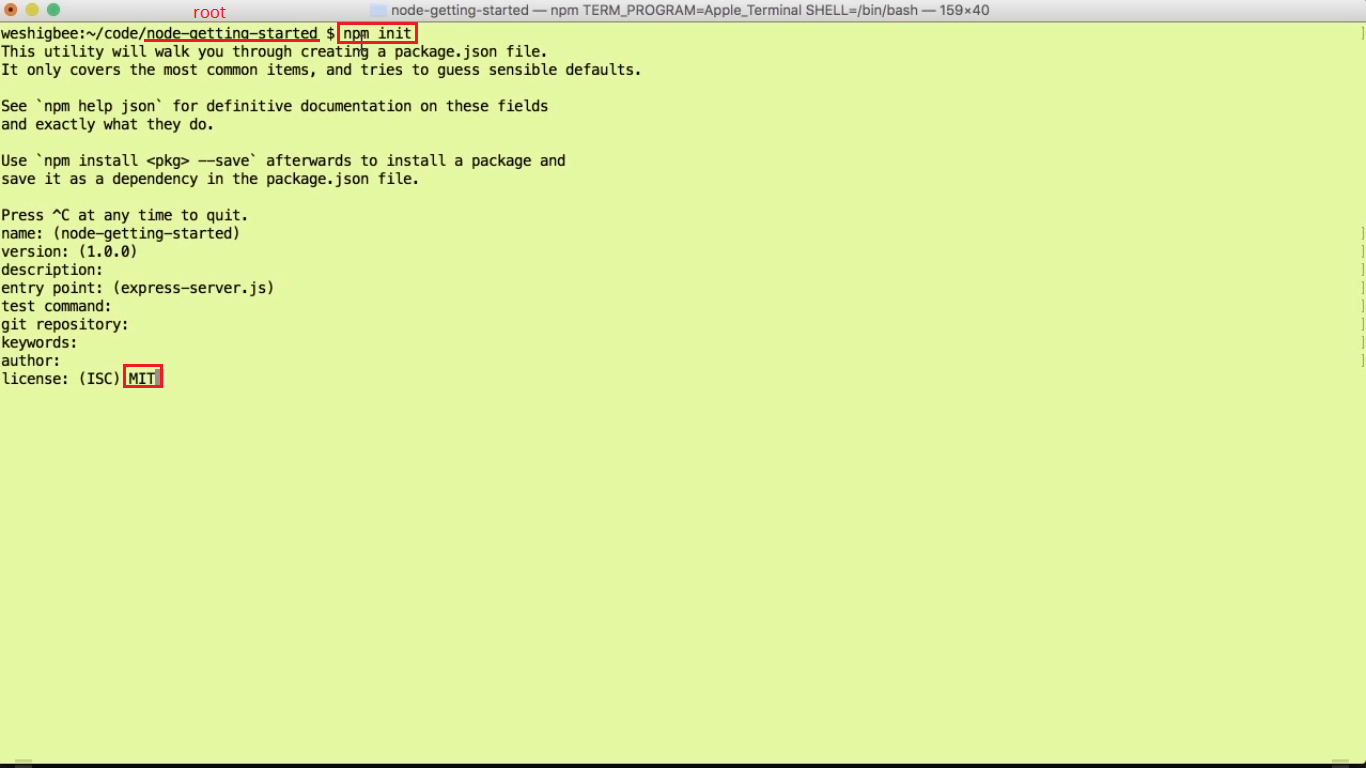 root
node-getting-started — npm TERM_PROGRAM=Apple_Terminal SHELL=/bin/bash — 159×40
weshigbee:~/code/node-getting-started $ npm init
This utility will walk you through creating a package.json file.
It only covers the most common items, and tries to guess sensible defaults.
See `npm help json` for definitive documentation on these fields
and exactly what they do.
Use `npm install <pkg> --save` afterwards to install a package and
save it as a dependency in the package.json file.
Press ^C at any time to quit.
name: (node-getting-started)
version: (1.0.0)
description:
entry point: (express-server.js)
test command:
git repository:
keywords:
author:
license: (ISC) MIT